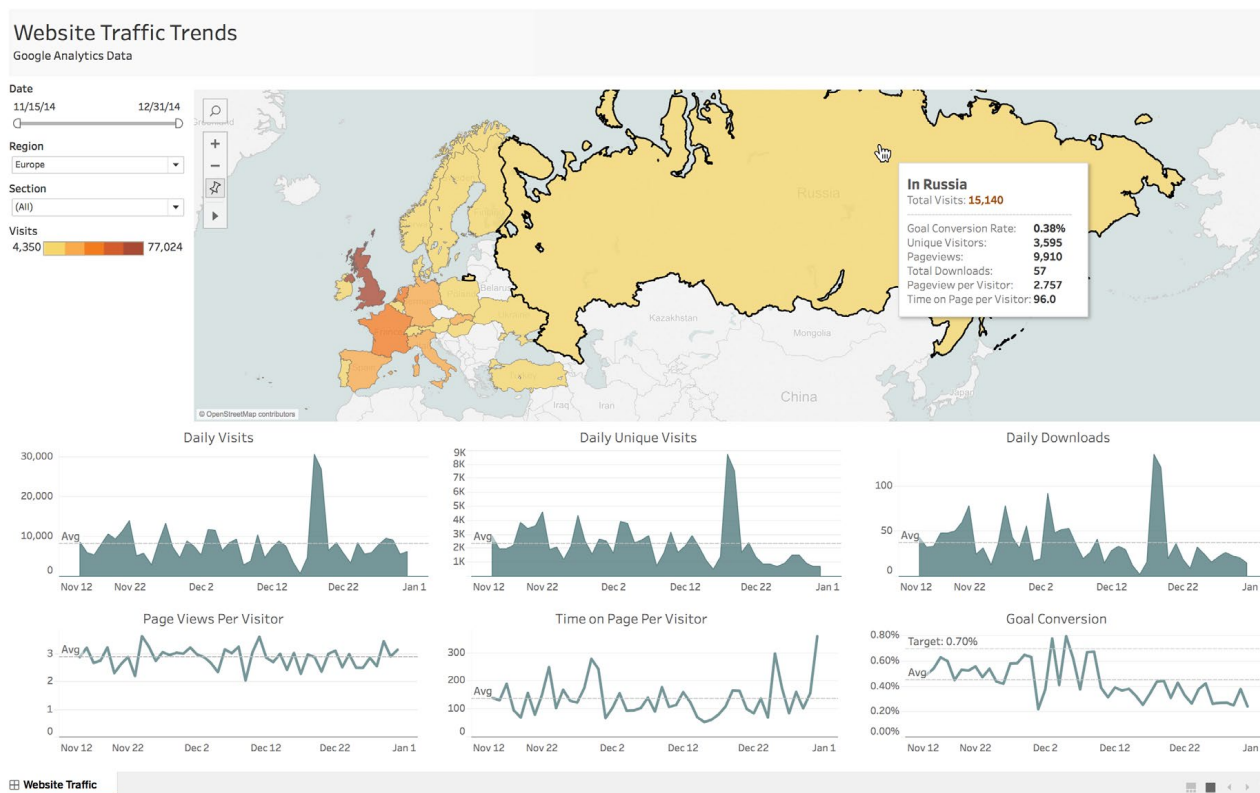 Website Traffic Trends
Google Analytics Data
Date
11/15/14 12/31/14
Region
Europe
Section
(All)
Visits
4,350 77,024
Russia
Belarus
Kazakhstan
Mongolia
China
Japan
Iraq
Iran
In Russia
Total Visits: 15,140
Goal Conversion Rate: 0.38%
Unique Visitors: 3,595
Pageviews: 9,910
Total Downloads: 57
Pageview per Visitor: 2.757
Time on Page per Visitor: 96.0
© OpenStreetMap contributors
Daily Visits
30,000
20,000
10,000
Avg
0
Nov 12 Nov 22 Dec 2 Dec 12 Dec 22 Jan 1
Daily Unique Visits
9K
8K
7K
6K
5K
4K
3K
Avg
2K
1K
Nov 12 Nov 22 Dec 2 Dec 12 Dec 22 Jan 1
Daily Downloads
100
50
Avg
0
Nov 12 Nov 22 Dec 2 Dec 12 Dec 22 Jan
Page Views Per Visitor
Avg
3
2
1
0
Nov 12 Nov 22 Dec 2 Dec 12 Dec 22 Jan 1
Time on Page Per Visitor
300
200
Avg
100
0
Nov 12 Nov 22 Dec 2 Dec 12 Dec 22 Jan 1
Goal Conversion
0.80%
Target: 0.70%
0.60%
Avg
0.40%
0.20%
0.00%
Nov 12 Nov 22 Dec 2 Dec 12 Dec 22 Jan
Website Traffic